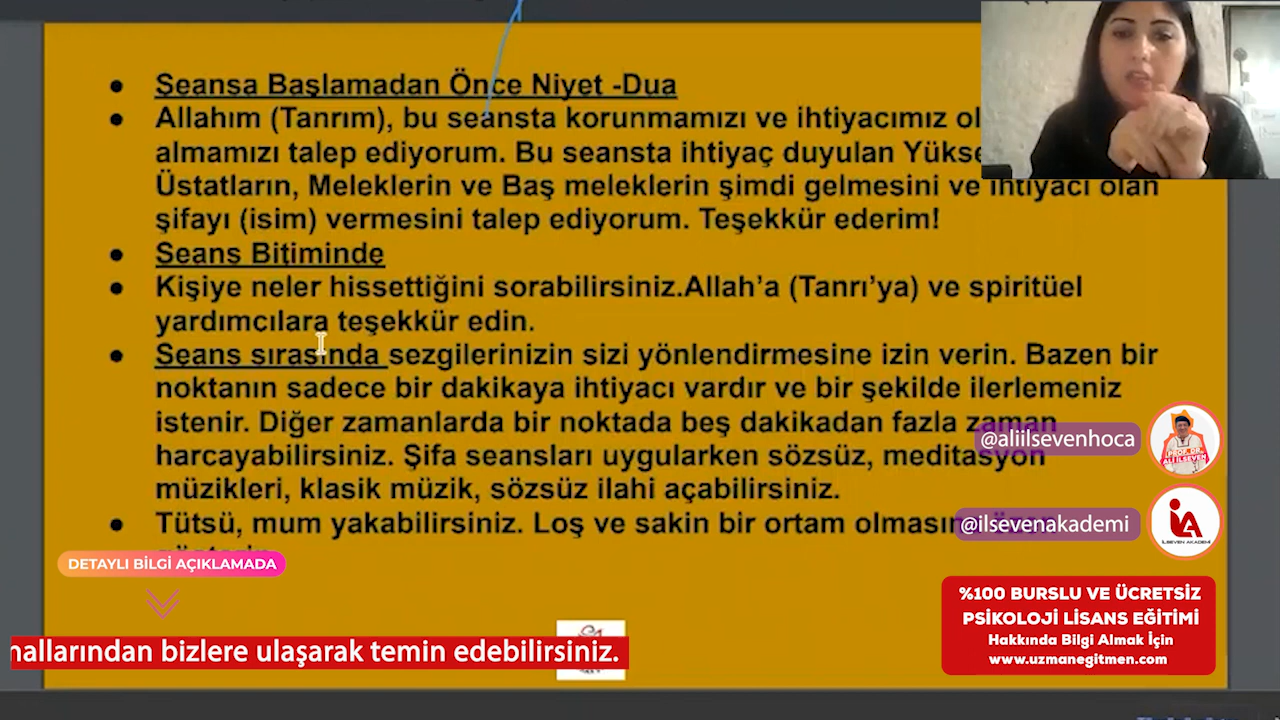 Seansa Başlamadan Önce Niyet -Dua
Allahım (Tanrım), bu seansta korunmamızı ve ihtiyacımız
almamızı talep ediyorum. Bu seansta ihtiyaç duyulan
Üstatların, Meleklerin ve Baş meleklerin şimdi gelmesini ve ihtiyacı olan
şifayı (isim) vermesini talep ediyorum. Teşekkür ederim!
Seans Bitiminde
Kişiye neler hissettiğini sorabilirsiniz.Allah’a (Tanrı’ya) ve spiritüel
yardımcılara teşekkür edin.
Seans sırasında sezgilerinizin sizi yönlendirmesine izin verin. Bazen bir
noktanın sadece bir dakikaya ihtiyacı vardır ve bir şekilde ilerlemeniz
istenir. Diğer zamanlarda bir noktada beş dakikadan fazla zaman
harcayabilirsiniz. Şifa seansları uygularken sözsüz, meditasyon
müzikleri, klasik müzik, sözsüz ilahi açabilirsiniz.
Tütsü, mum yakabilirsiniz. Loş ve sakin bir ortam
@aliilsevenhoca
PROF. DR.
ALİ İLSEVEN
@ilsevenakademi
İLSEVEN AKADEMİ
DETAYLI BİLGİ AÇIKLAMADA
%100 BURSLU VE ÜCRETSİZ
PSİKOLOJİ LİSANS EĞİTİMİ
Hakkında Bilgi Almak İçin
www.uzmanegitmen.com
bizlere ulaşarak temin edebilirsiniz.